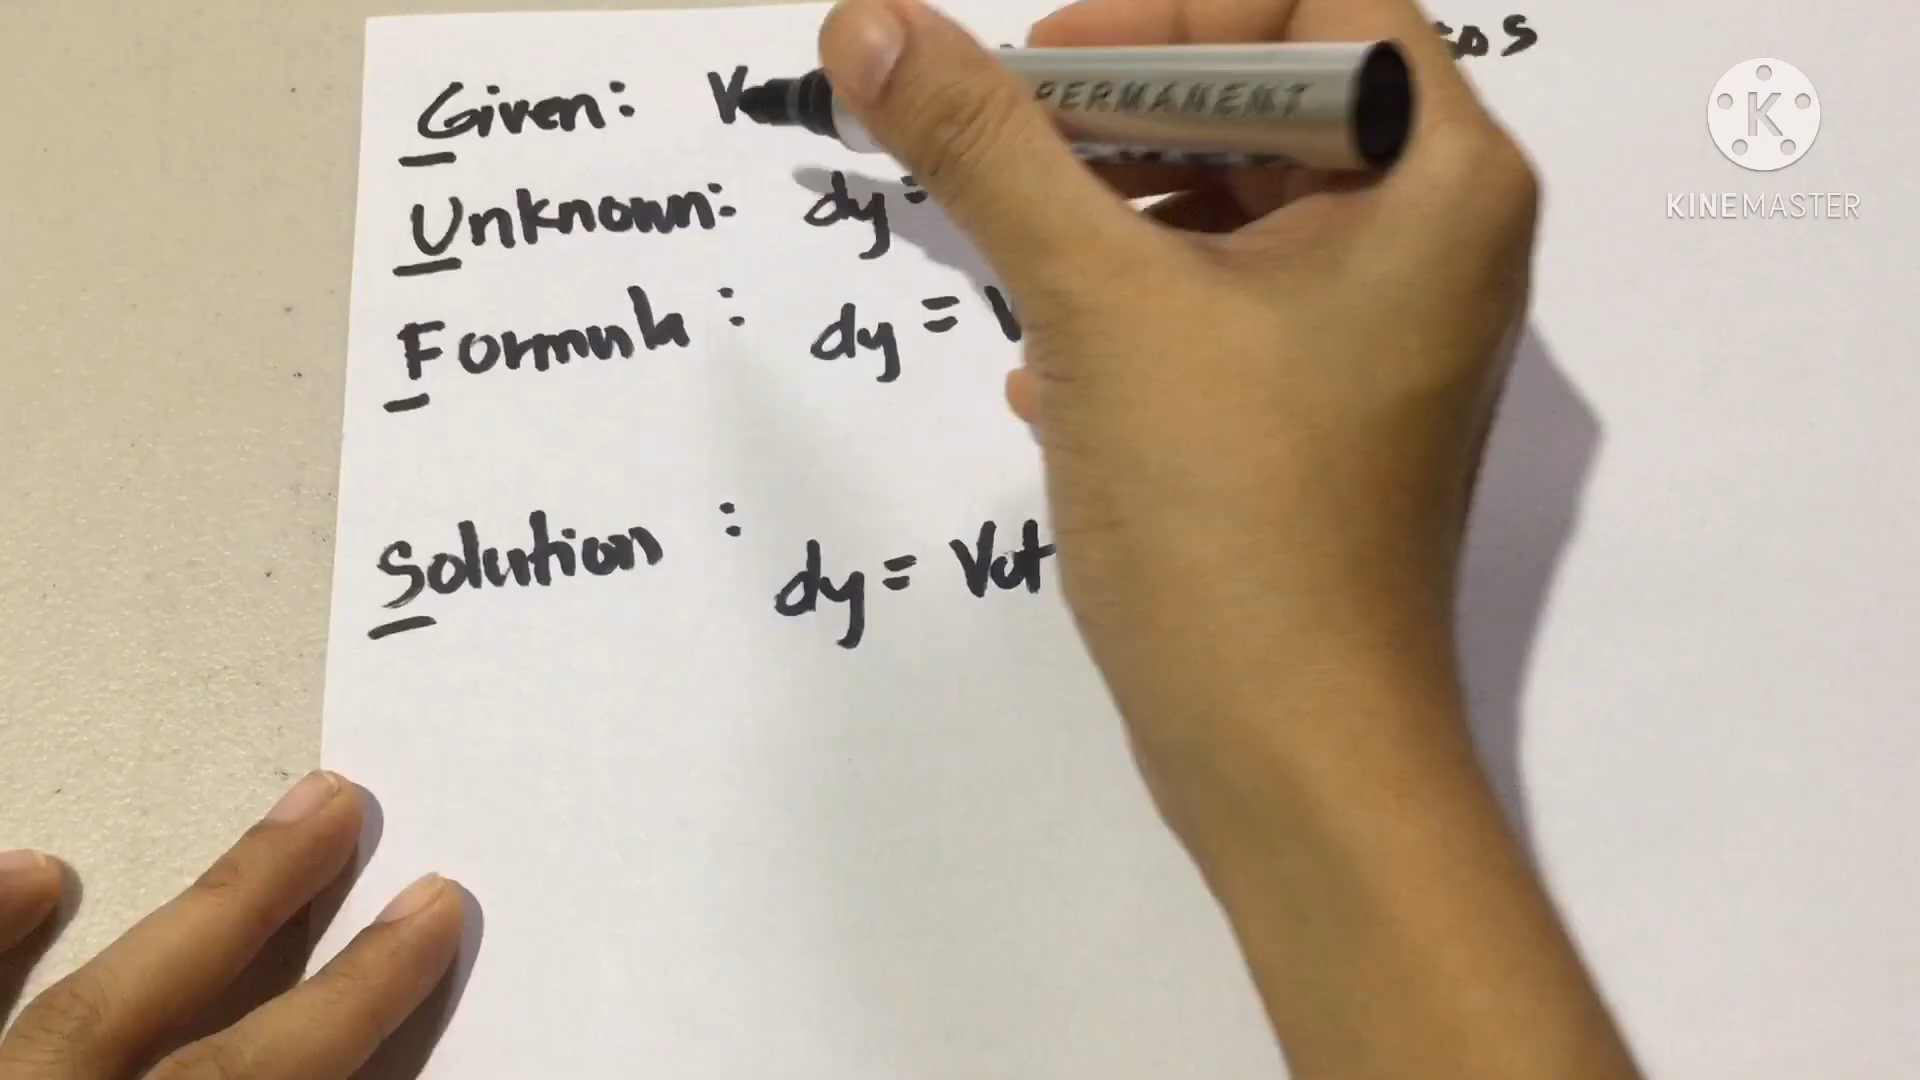 Given: V
Unknown: dy =
Formula: dy = V
Solution: dy = Vot
PERMANENT
K
KINEMASTER